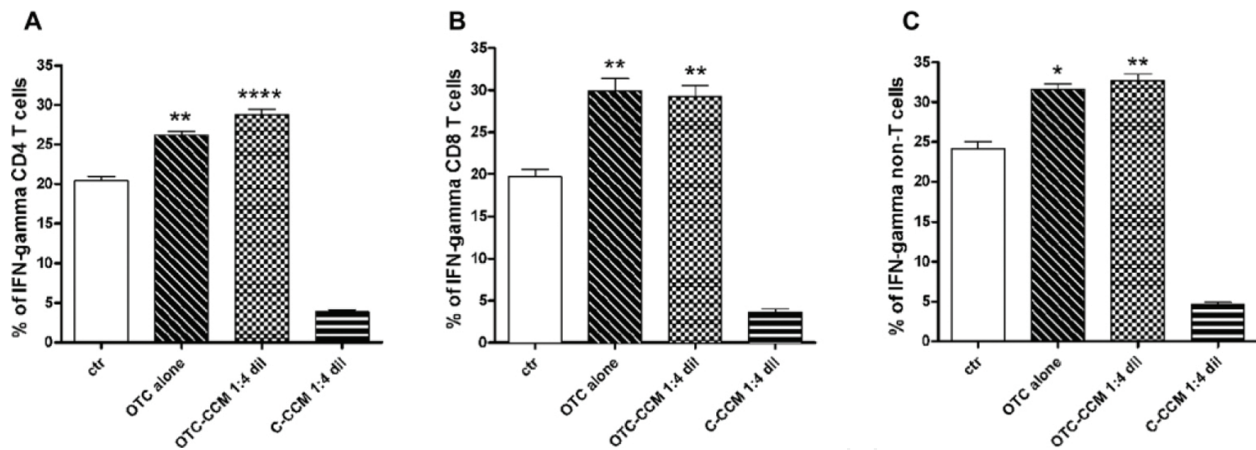 A
% of IFN-gamma CD4 T cells
35
30
25
20
15
10
5
0
**
****
ctr
OTC alone
OTC-CCM 1:4 dil
C-CCM 1:4 dil
B
% of IFN-gamma CD8 T cells
35
30
25
20
15
10
5
0
**
**
ctr
OTC alone
OTC-CCM 1:4 dil
C-CCM 1:4 dil
C
% of IFN-gamma non-T cells
35
30
25
20
15
10
5
0
*
**
ctr
OTC alone
OTC-CCM 1:4 dil
C-CCM 1:4 dil